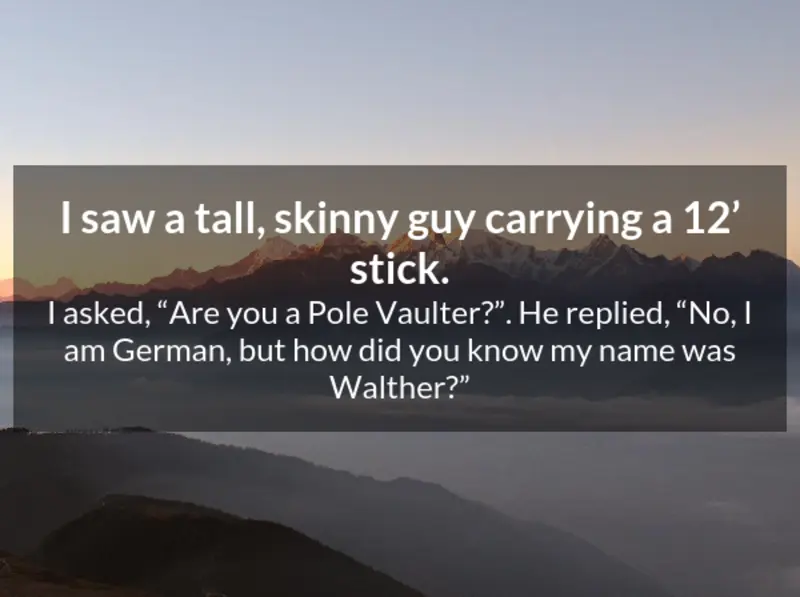 I saw a tall, skinny guy carrying a 12’
stick.
I asked, “Are you a Pole Vaulter?”. He replied, “No, I
am German, but how did you know my name was
Walther?”